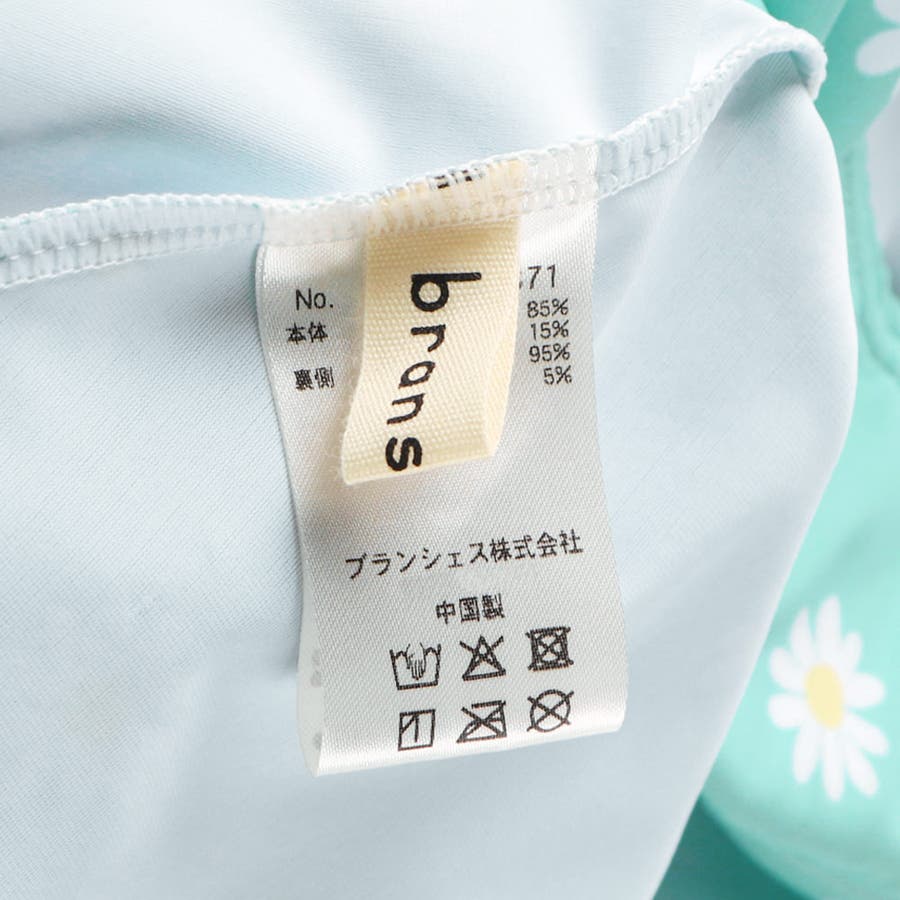 brans
No. 71
本体 85%
15%
95%
裏側 5%
ブランシェス株式会社
中国製